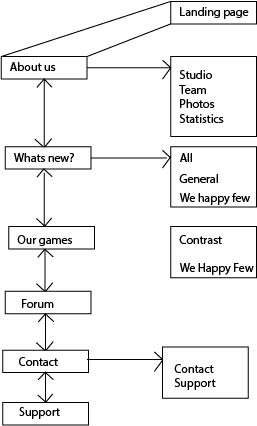 Landing page
About us
Studio
Team
Photos
Statistics
Whats new?
All
General
We happy few
Our games
Contrast
We Happy Few
Forum
Contact
Contact
Support
Support